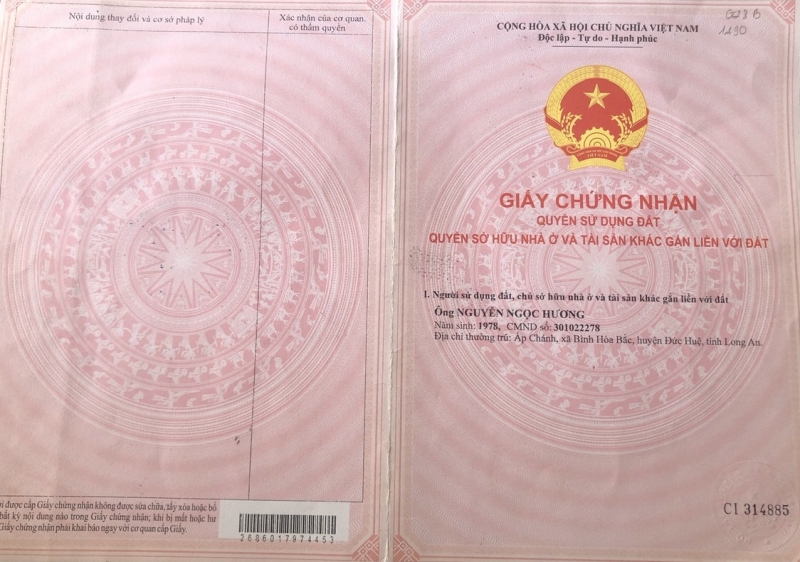 Nội dung thay đổi và cơ sở pháp lý
Xác nhận của cơ quan
có thẩm quyền
được cấp Giấy chứng nhận không được sửa chữa, tẩy xóa hoặc bổ
bất kỳ nội dung nào trong Giấy chứng nhận; khi bị mất hoặc hư
Giấy chứng nhận phải khai báo ngay với cơ quan cấp Giấy.
2686017974453
CỘNG HÒA XÃ HỘI CHỦ NGHĨA VIỆT NAM
Độc lập - Tự do - Hạnh phúc
1290
VIỆT NAM
GIẤY CHỨNG NHẬN
QUYỀN SỬ DỤNG ĐẤT
QUYỀN SỞ HỮU NHÀ Ở VÀ TÀI SẢN KHÁC GẮN LIỀN VỚI ĐẤT
I. Người sử dụng đất, chủ sở hữu nhà ở và tài sản khác gắn liền với đất
Ông NGUYỄN NGỌC HƯƠNG
Năm sinh: 1978, CMND số: 301022278
Địa chỉ thường trú: Ấp Chánh, xã Bình Hòa Bắc, huyện Đức Huệ, tỉnh Long An.
CI 314885